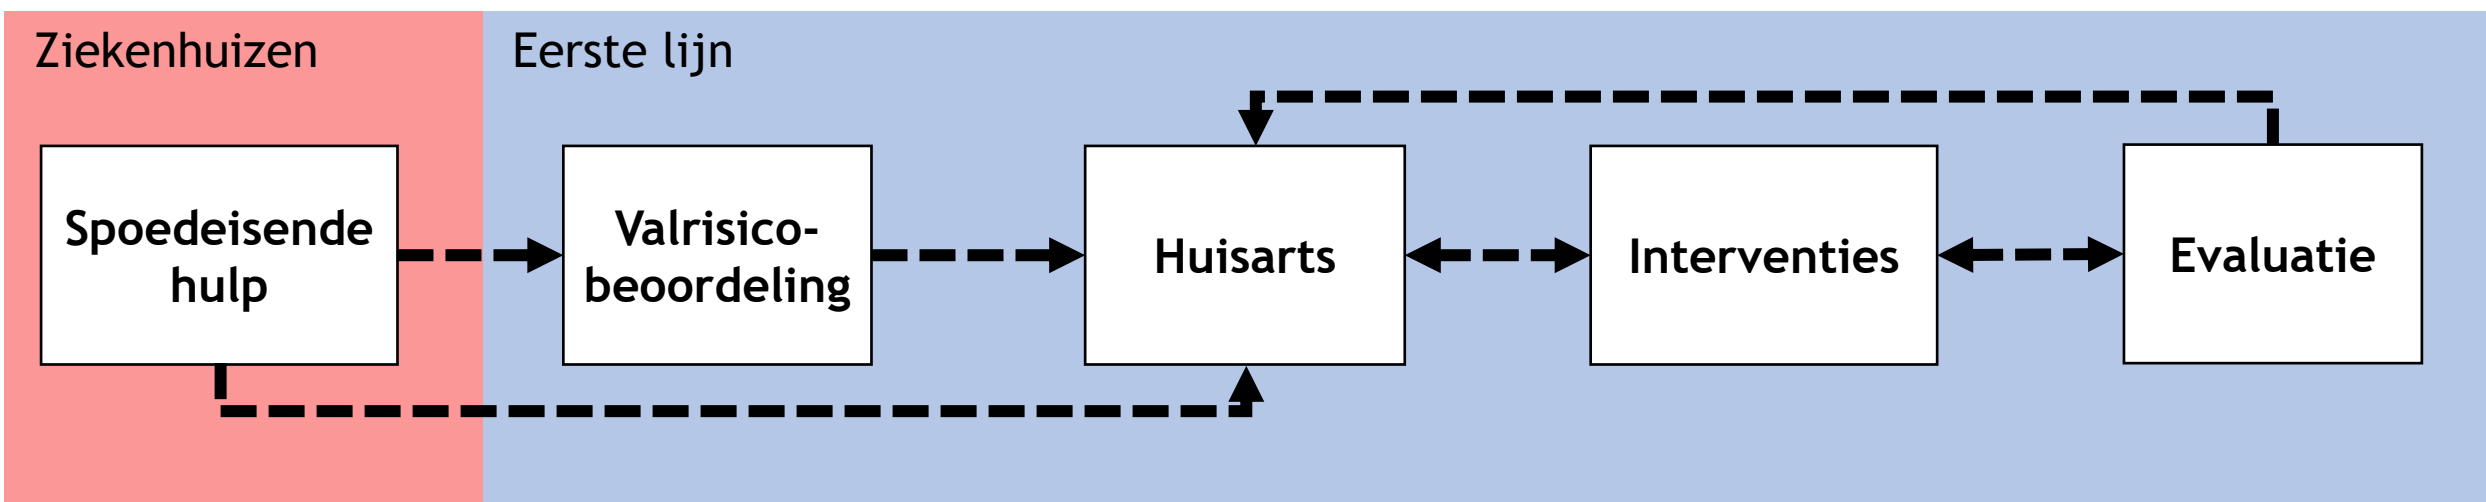 Ziekenhuizen
Eerste lijn
Spoedeisende
hulp
Valrisico-
beoordeling
Huisarts
Interventies
Evaluatie